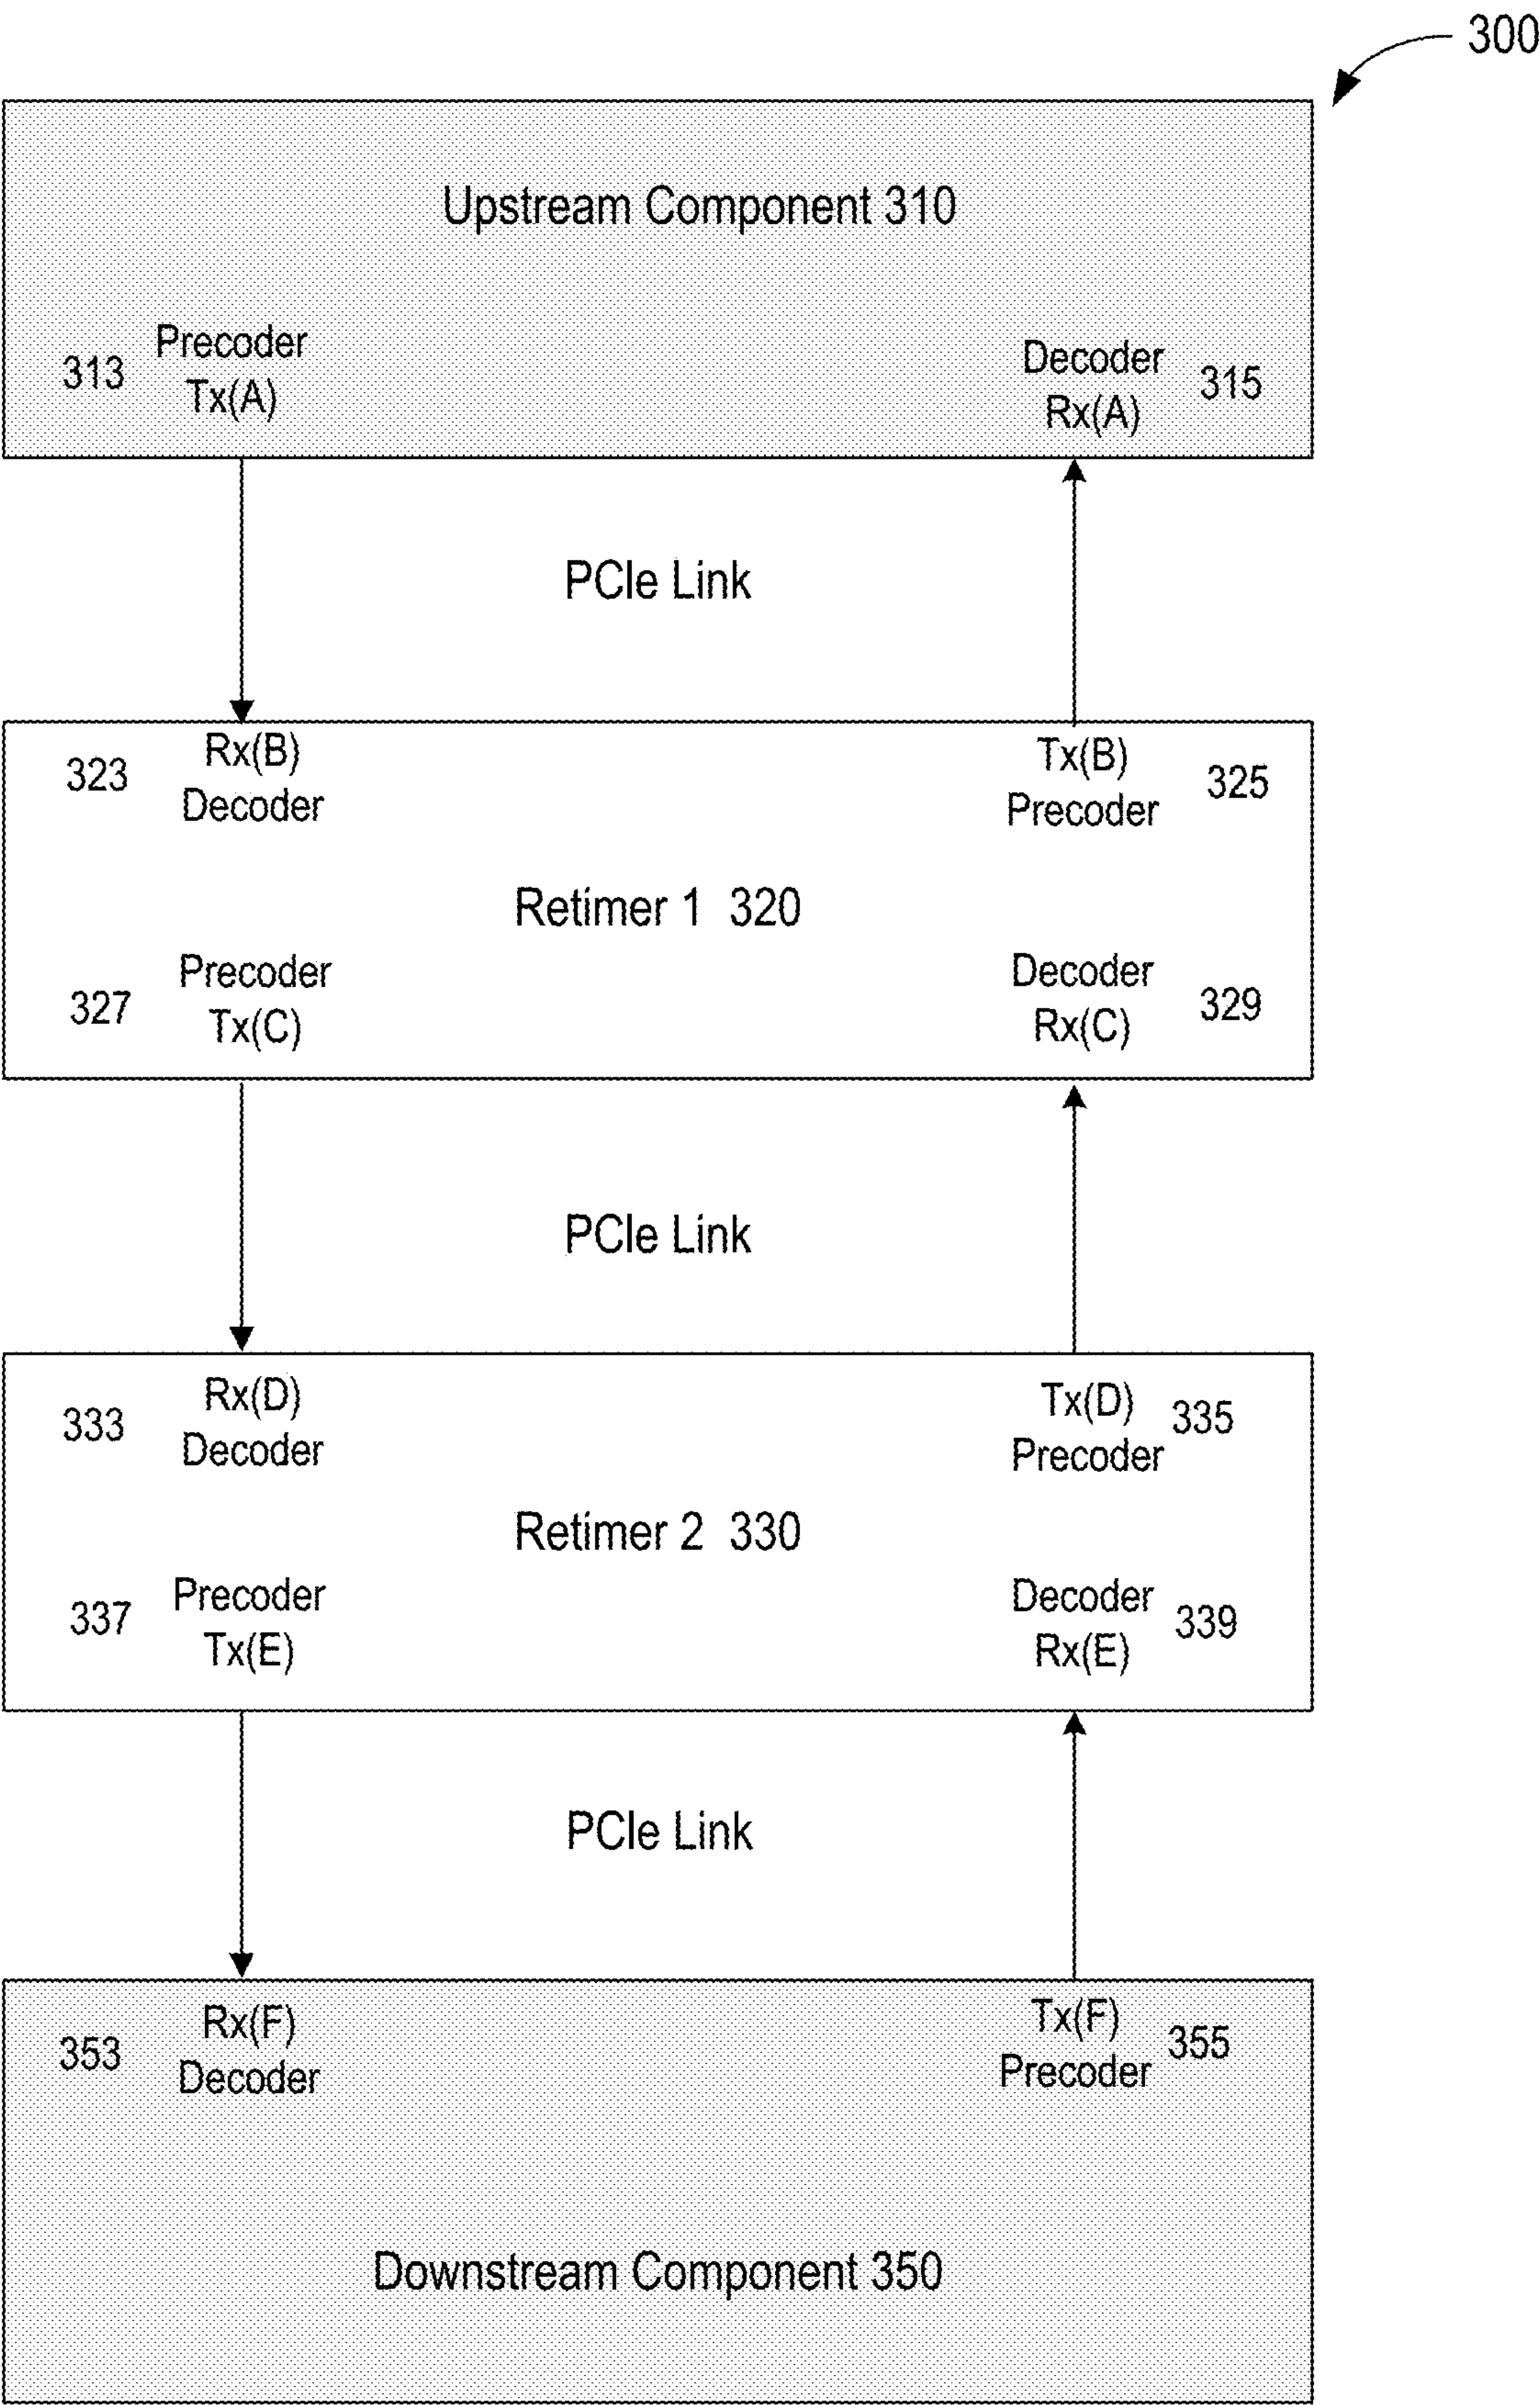 300
Upstream Component 310
313
Precoder
Tx(A)
Decoder
Rx(A)
315
PCIe Link
323
Rx(B)
Decoder
Tx(B)
Precoder
325
Retimer 1 320
327
Precoder
Tx(C)
Decoder
Rx(C)
329
PCIe Link
333
Rx(D)
Decoder
Tx(D)
Precoder
335
Retimer 2 330
337
Precoder
Tx(E)
Decoder
Rx(E)
339
PCIe Link
353
Rx(F)
Decoder
Tx(F)
Precoder
355
Downstream Component 350